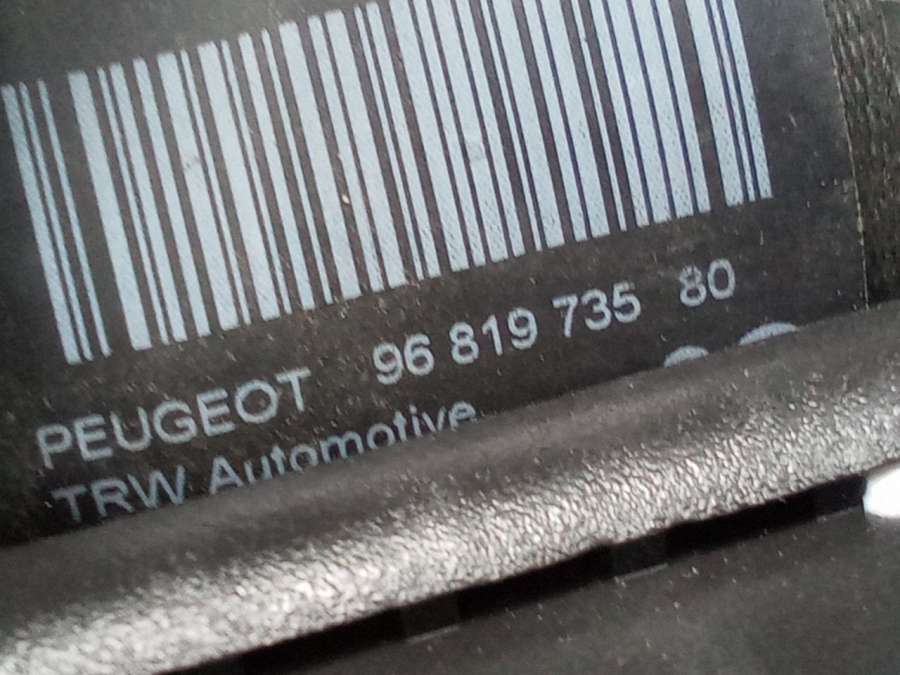 PEUGEOT 96 819 735 80
TRW Automotive